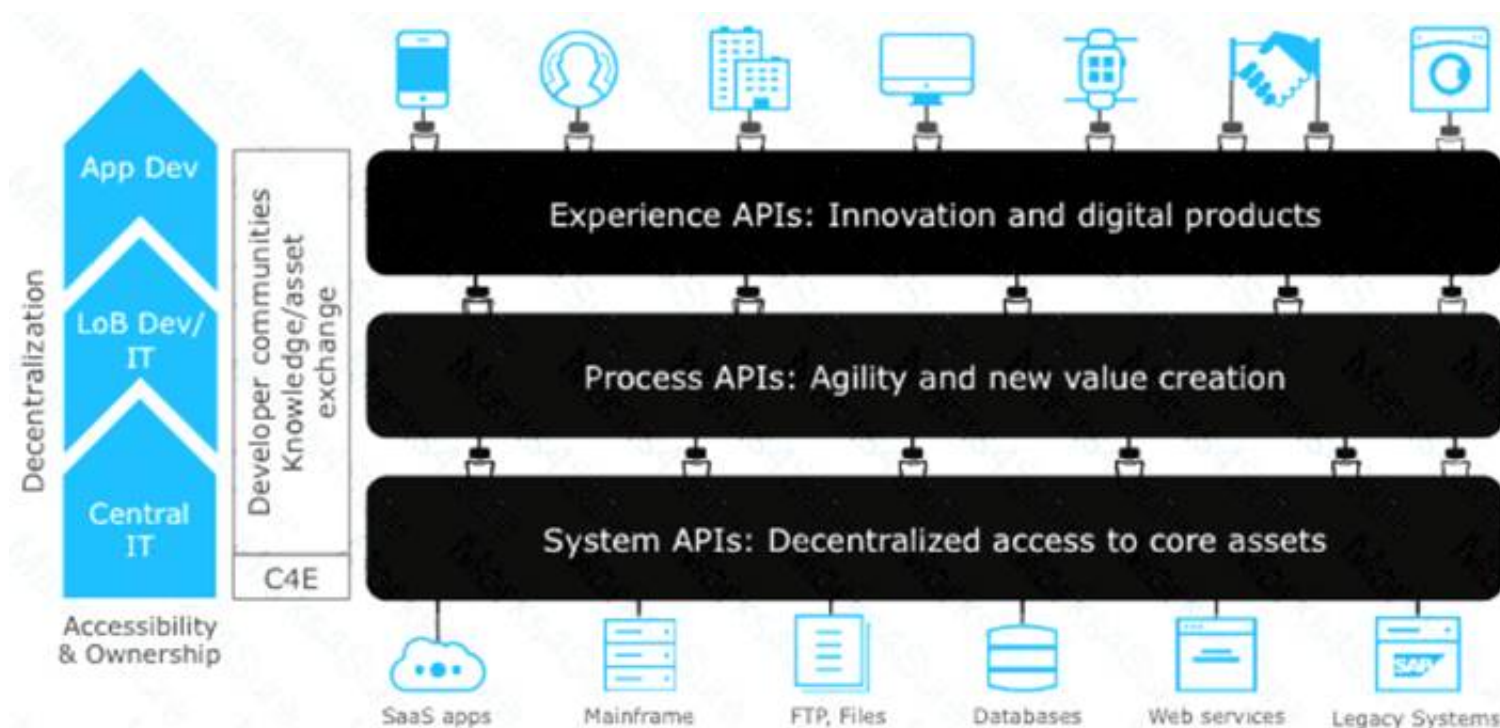 App Dev
LoB Dev/
IT
Central
IT
Decentralization
Accessibility
& Ownership
Developer communities
Knowledge/asset
exchange
C4E
Experience APIs: Innovation and digital products
Process APIs: Agility and new value creation
System APIs: Decentralized access to core assets
SAP
SaaS apps
Mainframe
FTP, Files
Databases
Web services
Legacy Systems